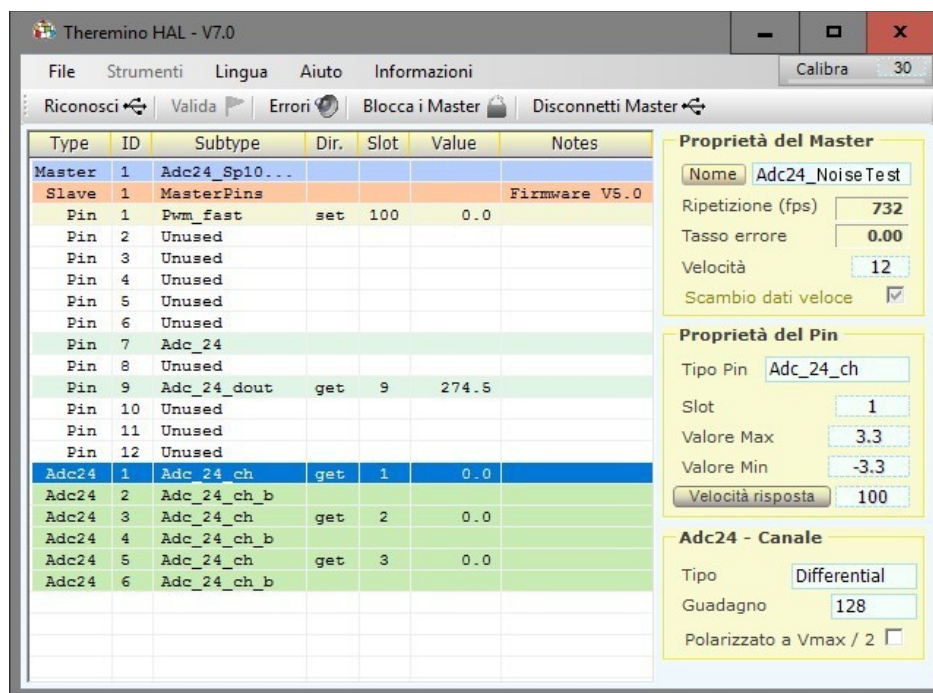 Theremino HAL - V7.0
File Strumenti Lingua Aiuto Informazioni Calibra 30
Riconosci Valida Errori Blocca i Master Disconnetti Master
Type ID Subtype Dir. Slot Value Notes
Master 1 Adc24_Sp10...
Slave 1 MasterPins Firmware V5.0
Pin 1 Pwm_fast set 100 0.0
Pin 2 Unused
Pin 3 Unused
Pin 4 Unused
Pin 5 Unused
Pin 6 Unused
Pin 7 Adc_24
Pin 8 Unused
Pin 9 Adc_24_dout get 9 274.5
Pin 10 Unused
Pin 11 Unused
Pin 12 Unused
Adc24 1 Adc_24_ch get 1 0.0
Adc24 2 Adc_24_ch_b
Adc24 3 Adc_24_ch get 2 0.0
Adc24 4 Adc_24_ch_b
Adc24 5 Adc_24_ch get 3 0.0
Adc24 6 Adc_24_ch_b
Proprietà del Master
Nome Adc24_NoiseTest
Ripetizione (fps) 732
Tasso errore 0.00
Velocità 12
Scambio dati veloce
Proprietà del Pin
Tipo Pin Adc_24_ch
Slot 1
Valore Max 3.3
Valore Min -3.3
Velocità risposta 100
Adc24 - Canale
Tipo Differential
Guadagno 128
Polarizzato a Vmax / 2